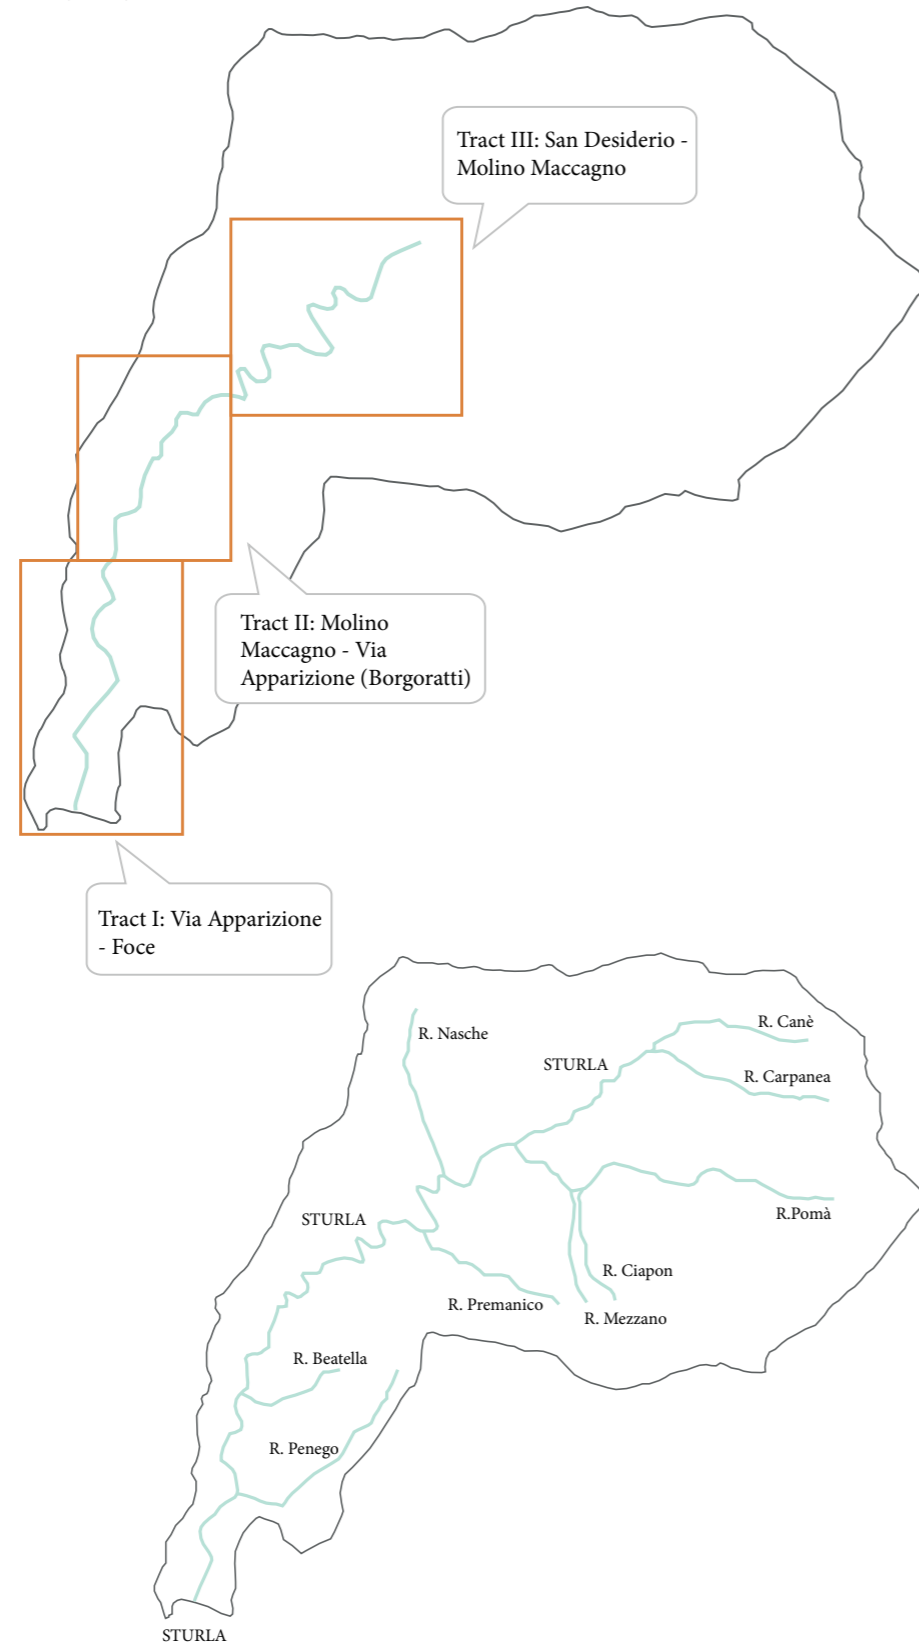 Tract III: San Desiderio -
Molino Maccagno
Tract II: Molino
Maccagno - Via
Apparizione (Borgoratti)
Tract I: Via Apparizione
- Foce
R. Nasche
R. Canè
STURLA
R. Carpanea
STURLA
R.Pomà
R. Ciapon
R. Premanico
R. Mezzano
R. Beatella
R. Penego
STURLA